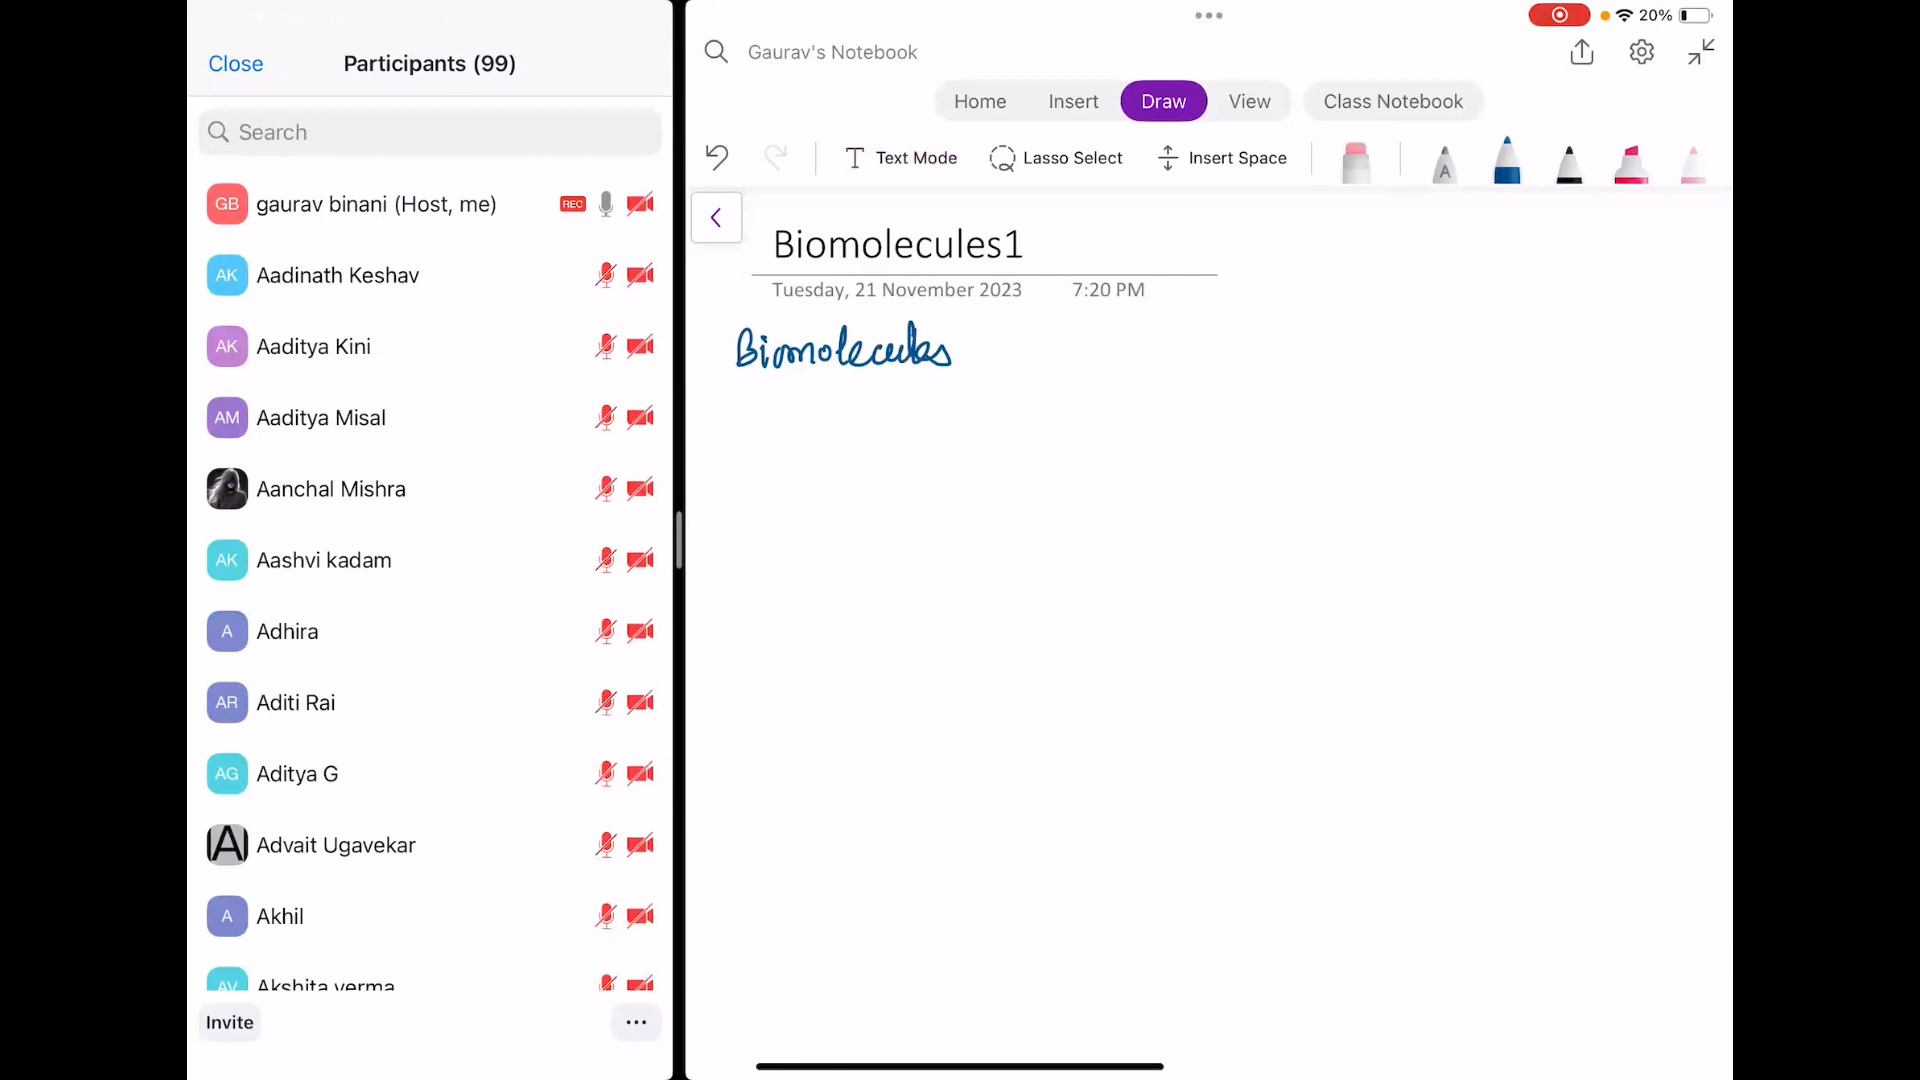 Close
Participants (99)
Search
GB
gaurav binani (Host, me)
REC
AK
Aadinath Keshav
AK
Aaditya Kini
AM
Aaditya Misal
Aanchal Mishra
AK
Aashvi kadam
A
Adhira
AR
Aditi Rai
AG
Aditya G
A
Advait Ugavekar
A
Akhil
AV
Akshita verma
Invite
20%
Gaurav's Notebook
Home
Insert
Draw
View
Class Notebook
Text Mode
Lasso Select
Insert Space
A
Biomolecules1
Tuesday, 21 November 2023
7:20 PM
Biomolecules